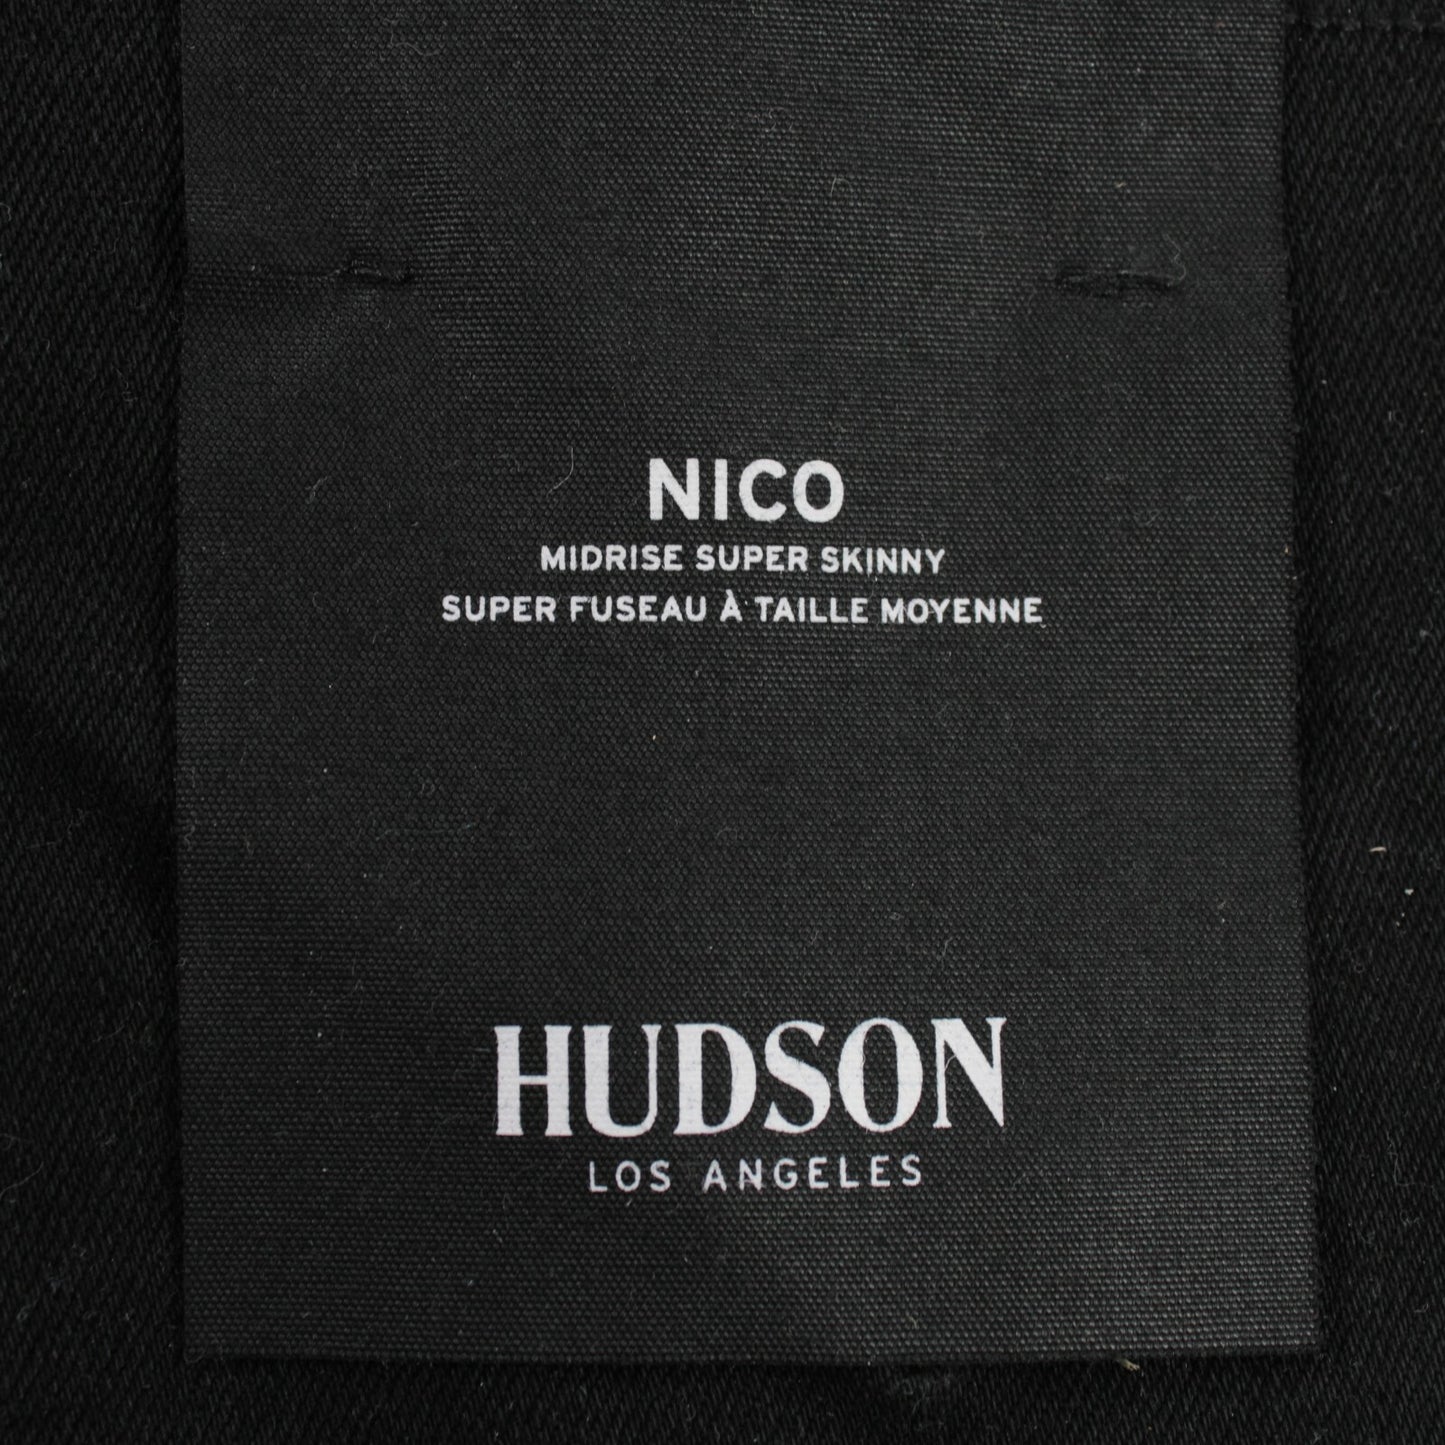 NICO
MIDRISE SUPER SKINNY
SUPER FUSEAU À TAILLE MOYENNE
HUDSON
LOS ANGELES